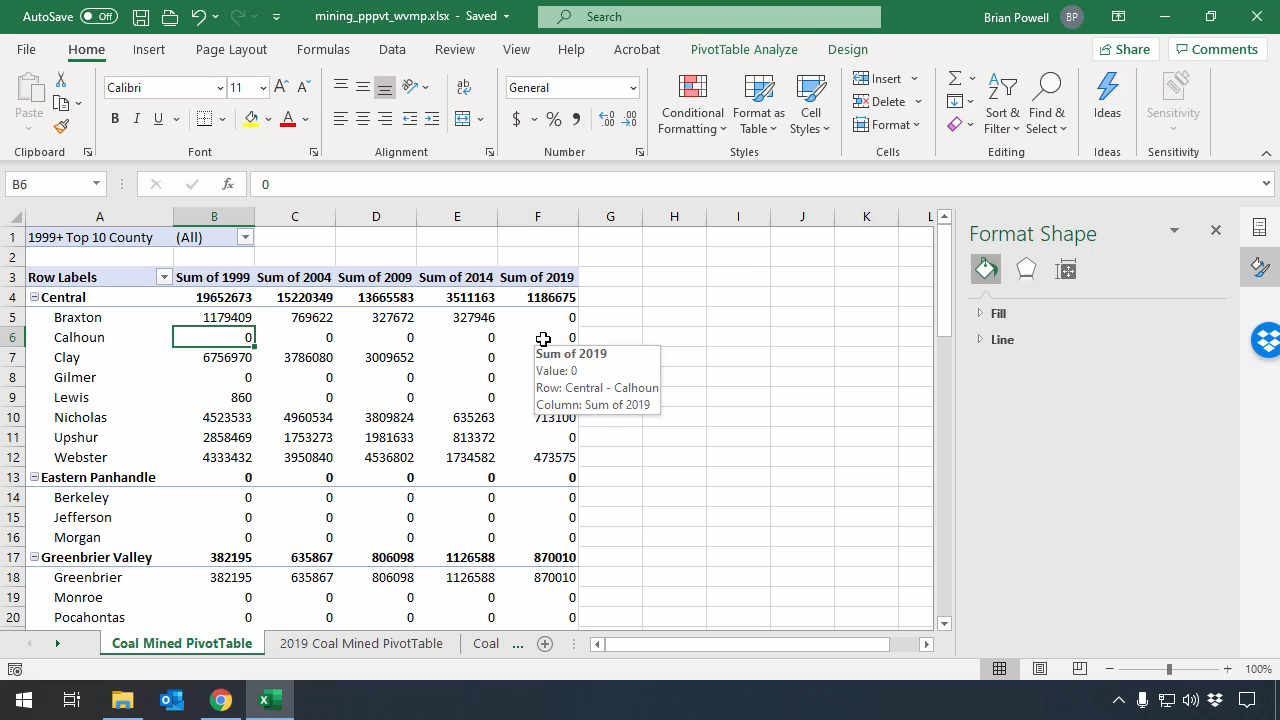 AutoSave Off mining_pppvt_wvmp.xlsx - Saved Search Brian Powell BP
File Home Insert Page Layout Formulas Data Review View Help Acrobat PivotTable Analyze Design Share Comments
Paste Calibri 11 General Conditional Formatting Format as Table Cell Styles Insert Delete Format Sort & Filter Find & Select Ideas Sensitivity
Clipboard Font Alignment Number Styles Cells Editing Ideas Sensitivity
B6 fx 0
A B C D E F G H I J K L
1 1999+ Top 10 County (All)
2
3 Row Labels Sum of 1999 Sum of 2004 Sum of 2009 Sum of 2014 Sum of 2019
4 Central 19652673 15220349 13665583 3511163 1186675
5 Braxton 1179409 769622 327672 327946 0
6 Calhoun 0 0 0 0 0
7 Clay 6756970 3786080 3009652 0
8 Gilmer 0 0 0 0
9 Lewis 860 0 0 0
10 Nicholas 4523533 4960534 3809824 635263 713100
11 Upshur 2858469 1753273 1981633 813372 0
12 Webster 4333432 3950840 4536802 1734582 473575
13 Eastern Panhandle 0 0 0 0 0
14 Berkeley 0 0 0 0 0
15 Jefferson 0 0 0 0 0
16 Morgan 0 0 0 0 0
17 Greenbrier Valley 382195 635867 806098 1126588 870010
18 Greenbrier 382195 635867 806098 1126588 870010
19 Monroe 0 0 0 0 0
20 Pocahontas 0 0 0 0 0
Sum of 2019
Value: 0
Row: Central - Calhoun
Column: Sum of 2019
Format Shape
Fill
Line
Coal Mined PivotTable 2019 Coal Mined PivotTable Coal ...
100%